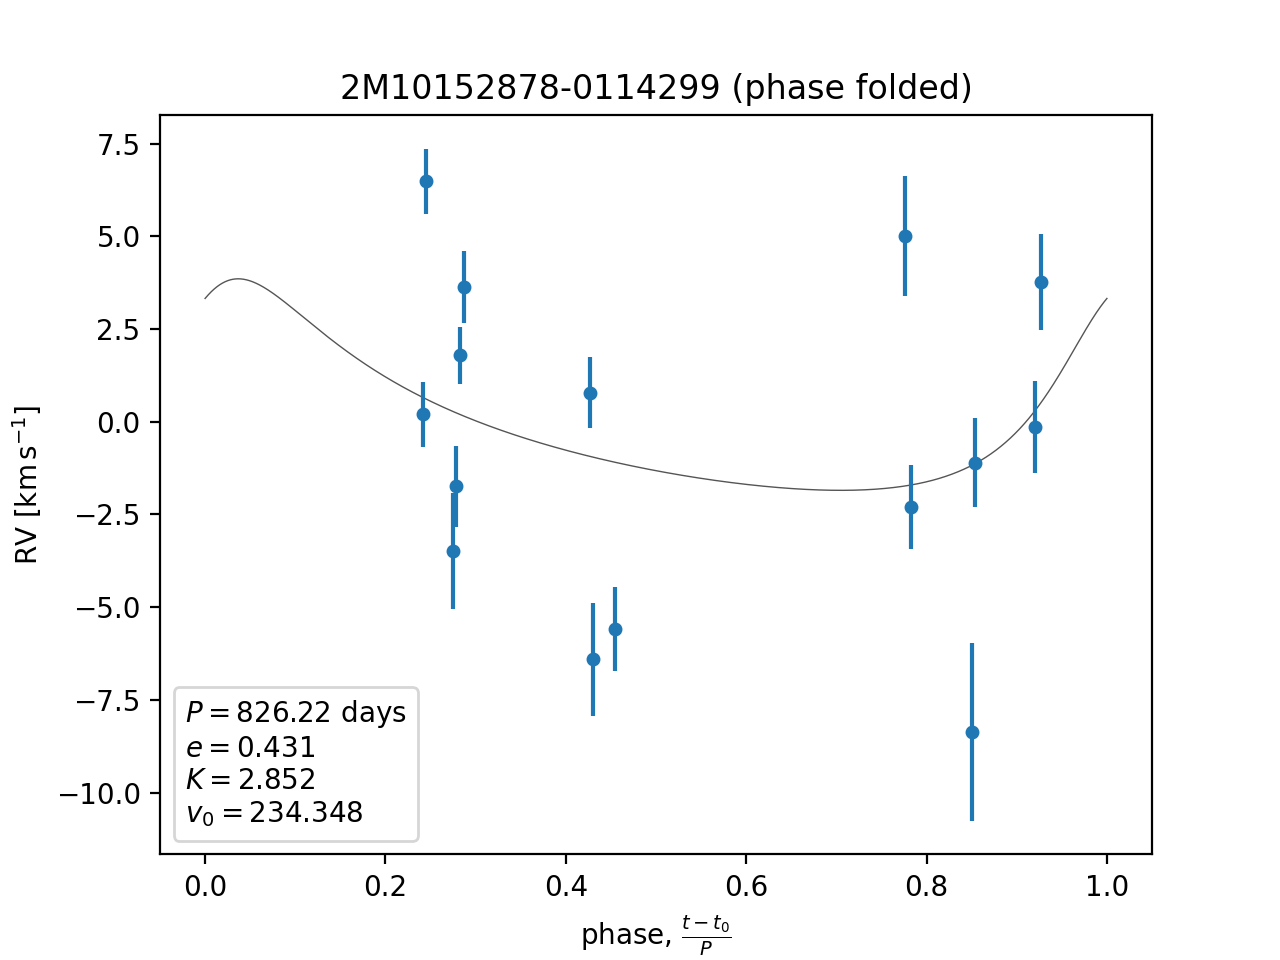 2M10152878-0114299 (phase folded)
RV [km s⁻¹]
7.5
5.0
2.5
0.0
−2.5
−5.0
−7.5
−10.0
P = 826.22 days
e = 0.431
K = 2.852
v₀ = 234.348
0.0 0.2 0.4 0.6 0.8 1.0
phase, (t − t₀)/P